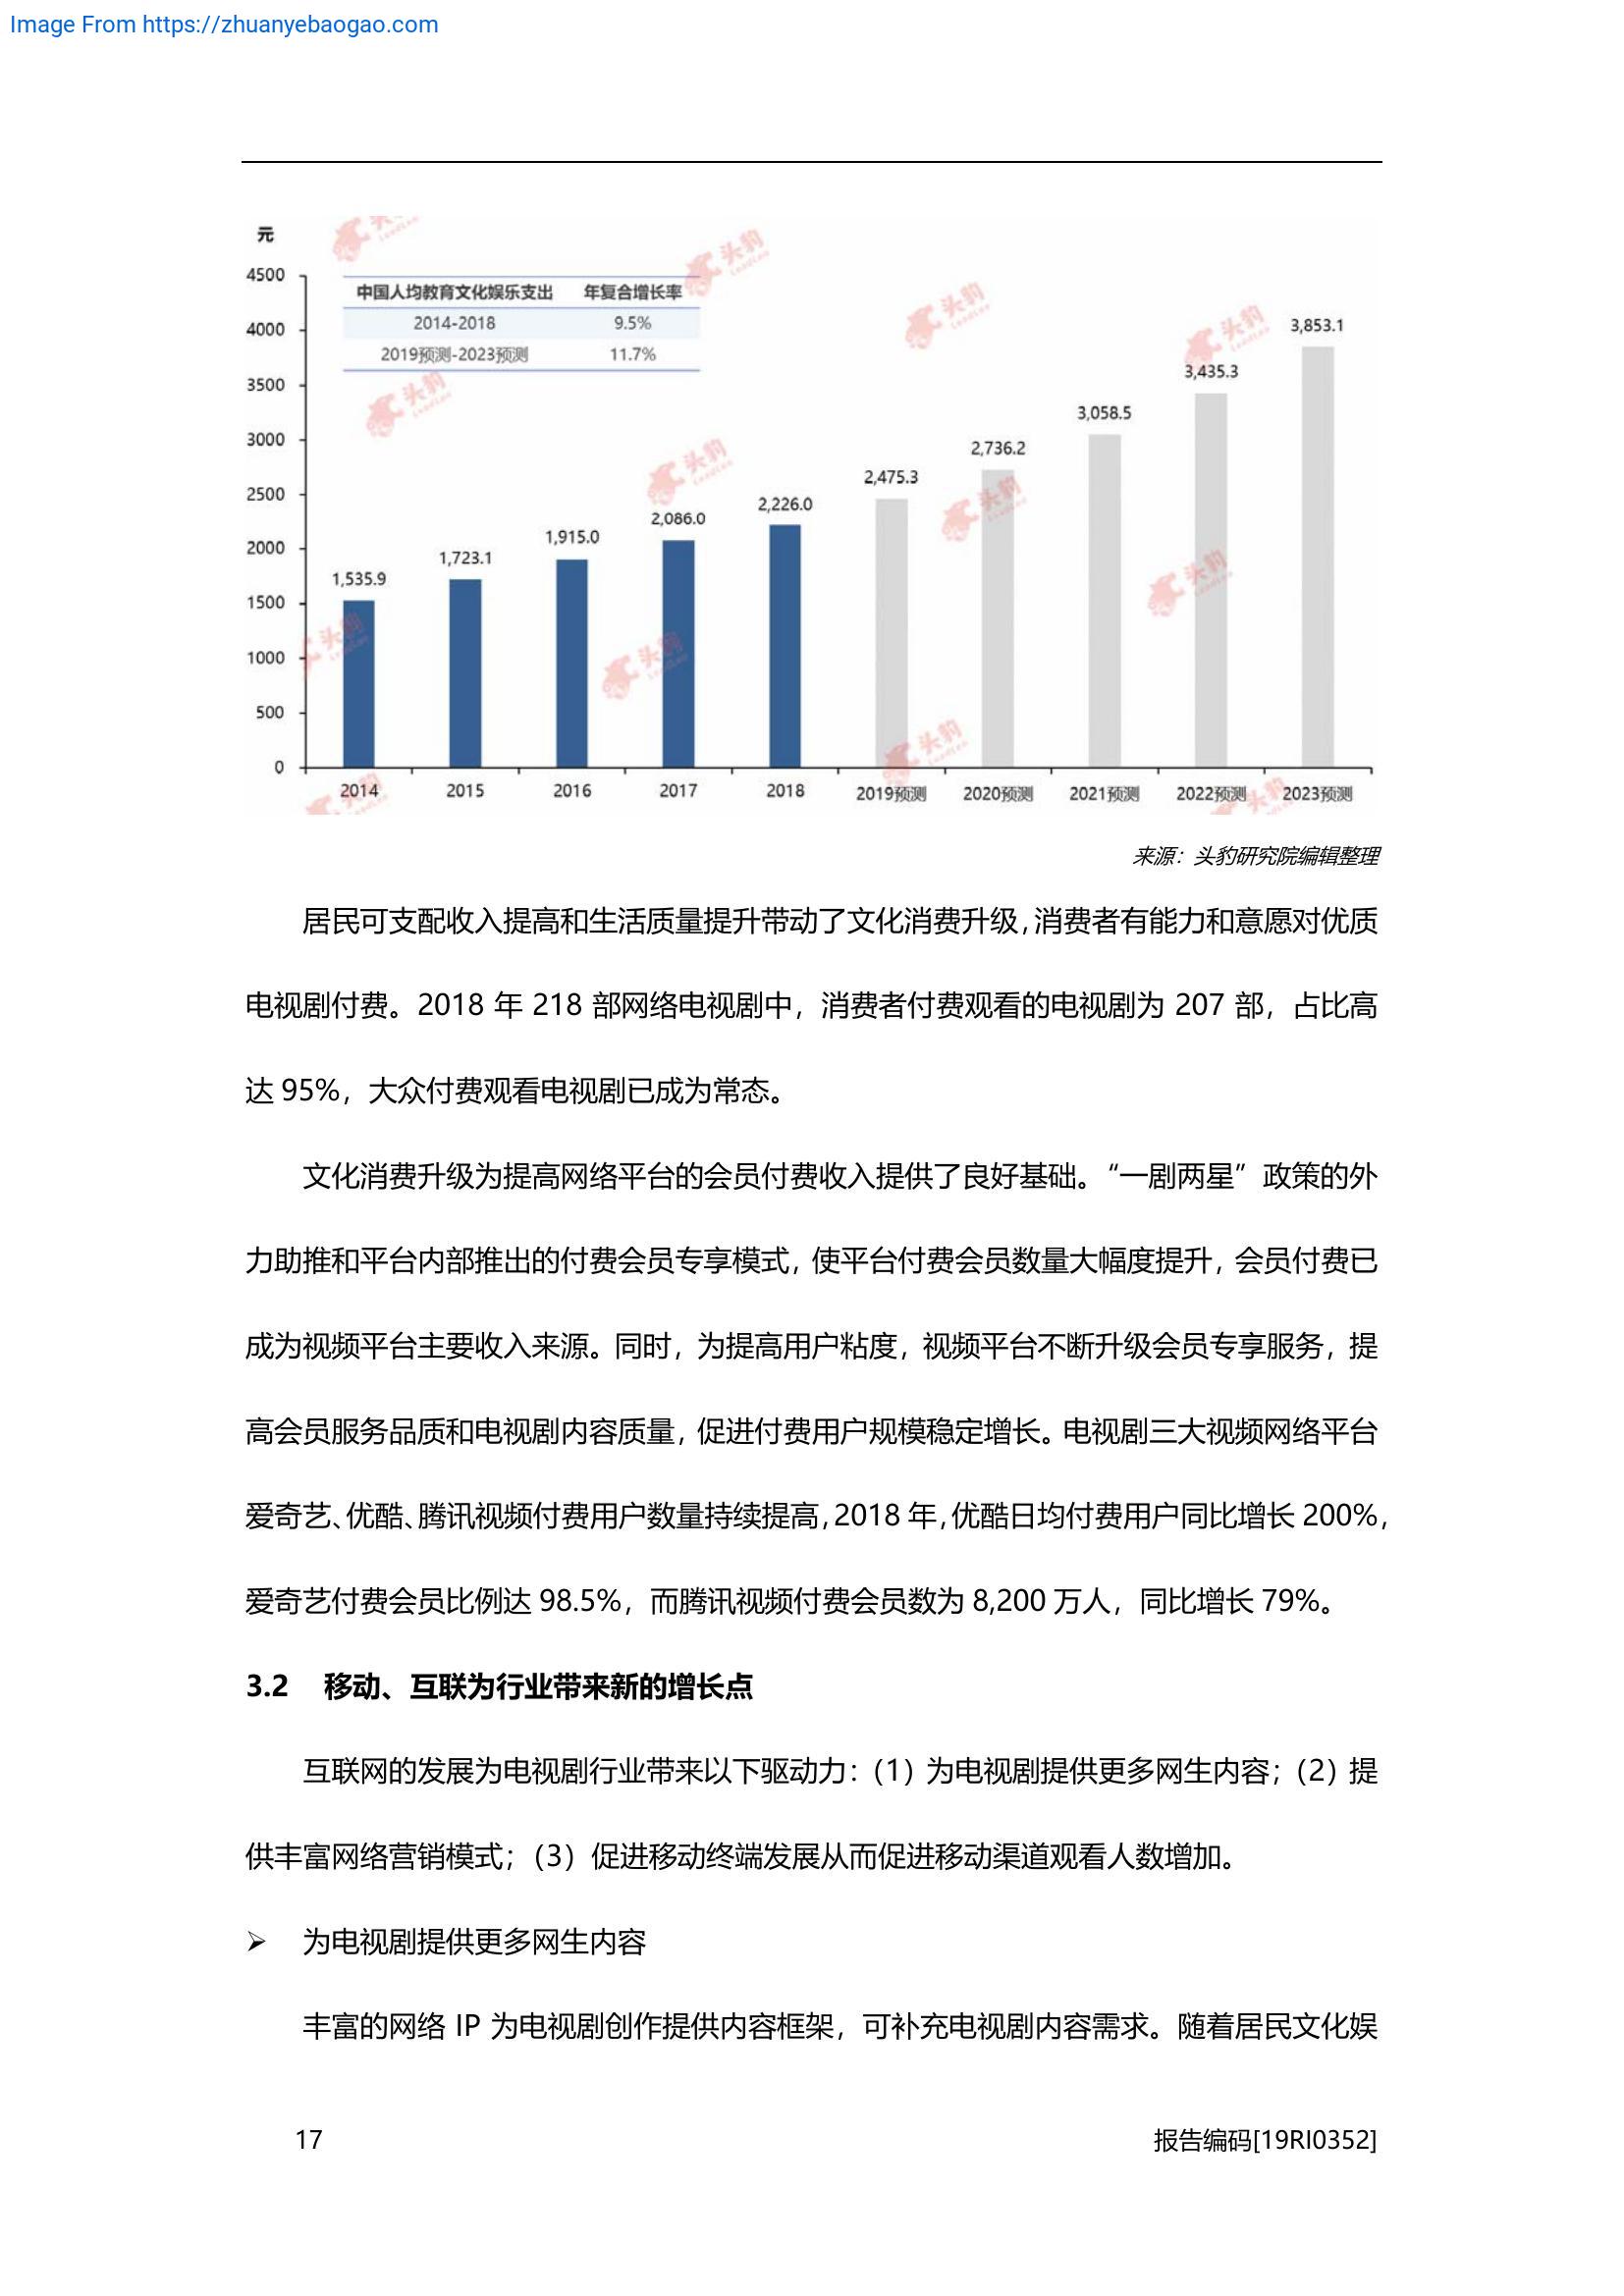 Image From https://zhuanyebaogao.com
元
4500
4000
3500
3000
2500
2000
1500
1000
500
0
中国人均教育文化娱乐支出 年复合增长率
2014-2018 9.5%
2019预测-2023预测 11.7%
1,535.9
1,723.1
1,915.0
2,086.0
2,226.0
2,475.3
2,736.2
3,058.5
3,435.3
3,853.1
2014 2015 2016 2017 2018 2019预测 2020预测 2021预测 2022预测 2023预测
头豹
LeadLeo
来源：头豹研究院编辑整理
居民可支配收入提高和生活质量提升带动了文化消费升级，消费者有能力和意愿对优质
电视剧付费。2018 年 218 部网络电视剧中，消费者付费观看的电视剧为 207 部，占比高
达 95%，大众付费观看电视剧已成为常态。
文化消费升级为提高网络平台的会员付费收入提供了良好基础。“一剧两星”政策的外
力助推和平台内部推出的付费会员专享模式，使平台付费会员数量大幅度提升，会员付费已
成为视频平台主要收入来源。同时，为提高用户粘度，视频平台不断升级会员专享服务，提
高会员服务品质和电视剧内容质量，促进付费用户规模稳定增长。电视剧三大视频网络平台
爱奇艺、优酷、腾讯视频付费用户数量持续提高，2018 年，优酷日均付费用户同比增长 200%，
爱奇艺付费会员比例达 98.5%，而腾讯视频付费会员数为 8,200 万人，同比增长 79%。
3.2 移动、互联为行业带来新的增长点
互联网的发展为电视剧行业带来以下驱动力：（1）为电视剧提供更多网生内容；（2）提
供丰富网络营销模式；（3）促进移动终端发展从而促进移动渠道观看人数增加。
➢ 为电视剧提供更多网生内容
丰富的网络 IP 为电视剧创作提供内容框架，可补充电视剧内容需求。随着居民文化娱
17 报告编码[19RI0352]